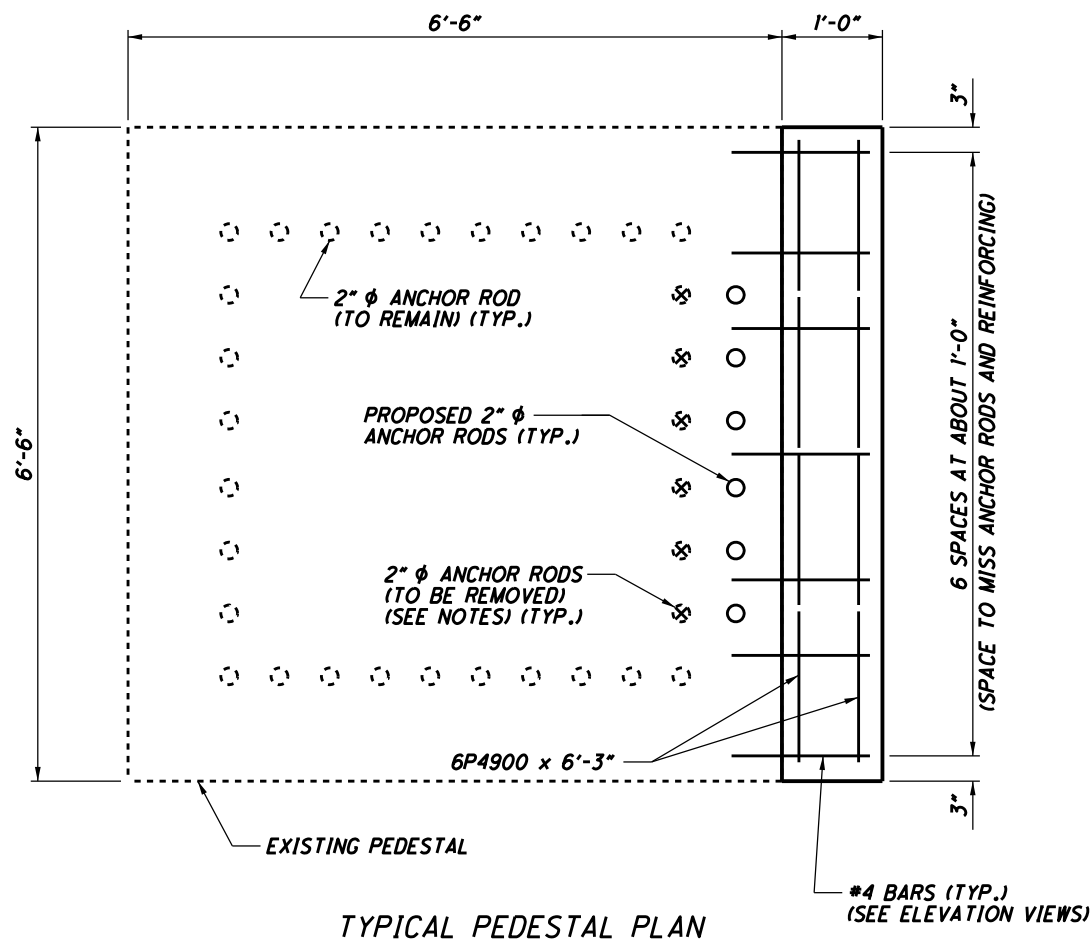 6'-6"
1'-0"
3"
2" ϕ ANCHOR ROD
(TO REMAIN) (TYP.)
PROPOSED 2" ϕ
ANCHOR RODS (TYP.)
6'-6"
6 SPACES AT ABOUT 1'-0"
(SPACE TO MISS ANCHOR RODS AND REINFORCING)
2" ϕ ANCHOR RODS
(TO BE REMOVED)
(SEE NOTES) (TYP.)
6P4900 x 6'-3"
3"
EXISTING PEDESTAL
#4 BARS (TYP.)
(SEE ELEVATION VIEWS)
TYPICAL PEDESTAL PLAN